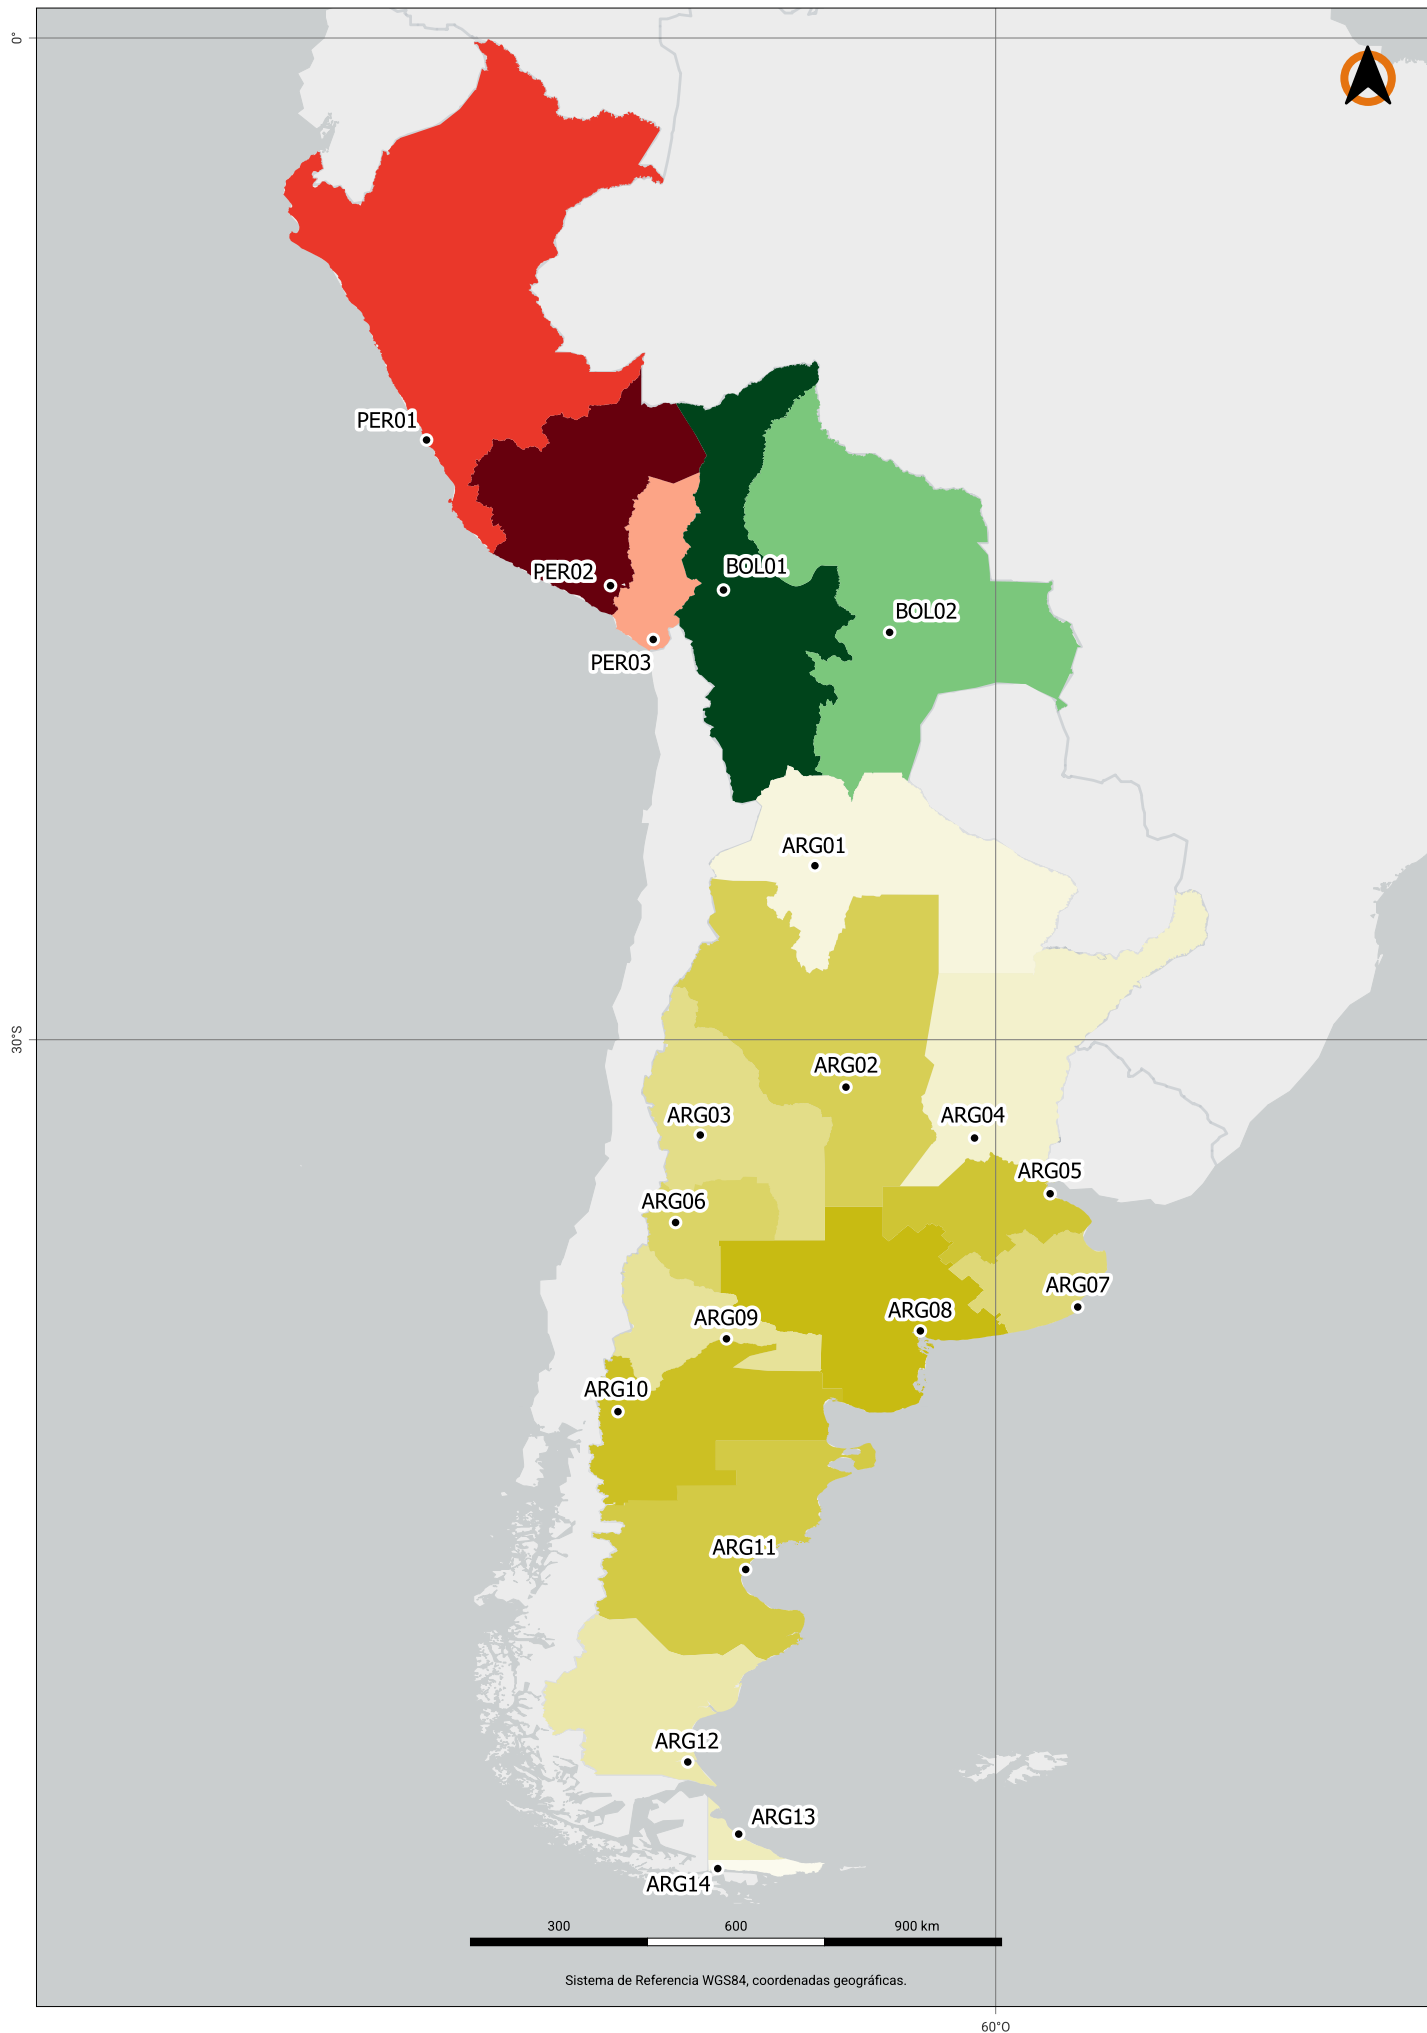 0°
PER01
PER02
BOL01
BOL02
PER03
ARG01
30°S
ARG02
ARG03
ARG04
ARG05
ARG06
ARG07
ARG08
ARG09
ARG10
ARG11
ARG12
ARG13
ARG14
300 600 900 km
Sistema de Referencia WGS84, coordenadas geográficas.
60°O